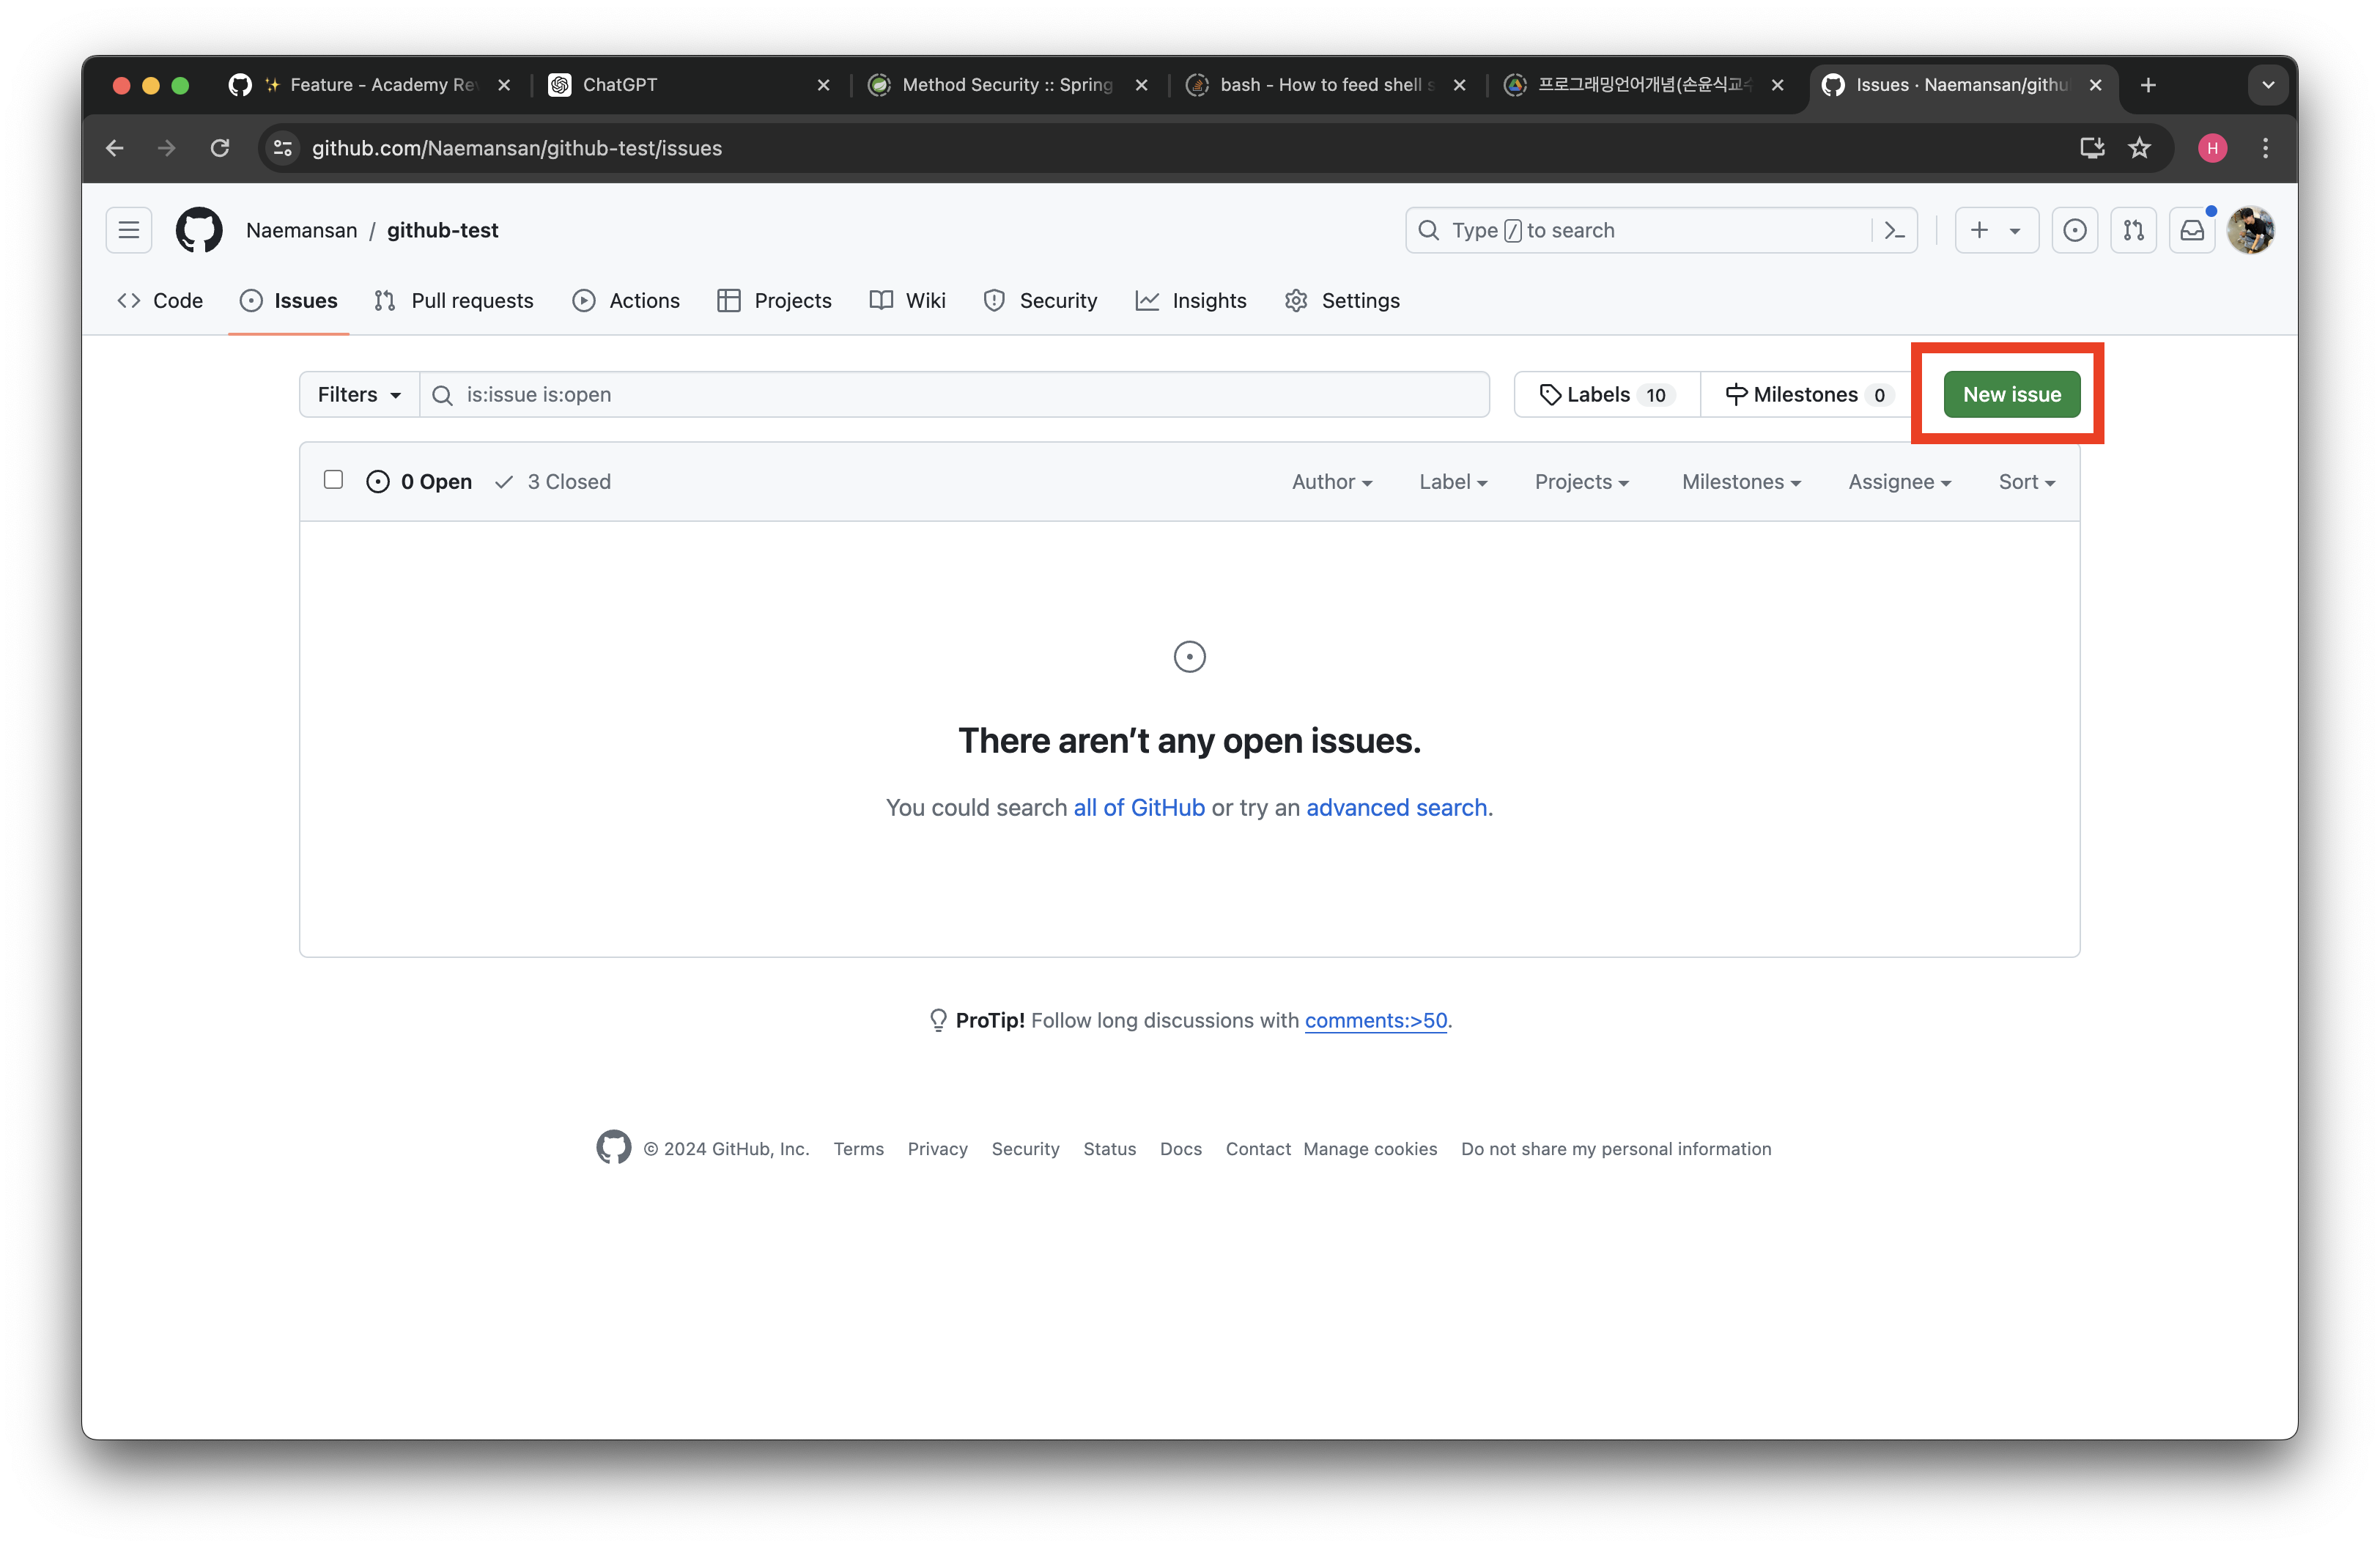 ✨ Feature - Academy Rev
ChatGPT
Method Security :: Spring
bash - How to feed shell s
프로그래밍언어개념(손윤식교수
Issues · Naemansan/githu
github.com/Naemansan/github-test/issues
H
Naemansan / github-test
Type / to search
Code
Issues
Pull requests
Actions
Projects
Wiki
Security
Insights
Settings
Filters
is:issue is:open
Labels 10
Milestones 0
New issue
0 Open
3 Closed
Author
Label
Projects
Milestones
Assignee
Sort
There aren’t any open issues.
You could search all of GitHub or try an advanced search.
ProTip! Follow long discussions with comments:>50.
© 2024 GitHub, Inc.
Terms
Privacy
Security
Status
Docs
Contact
Manage cookies
Do not share my personal information